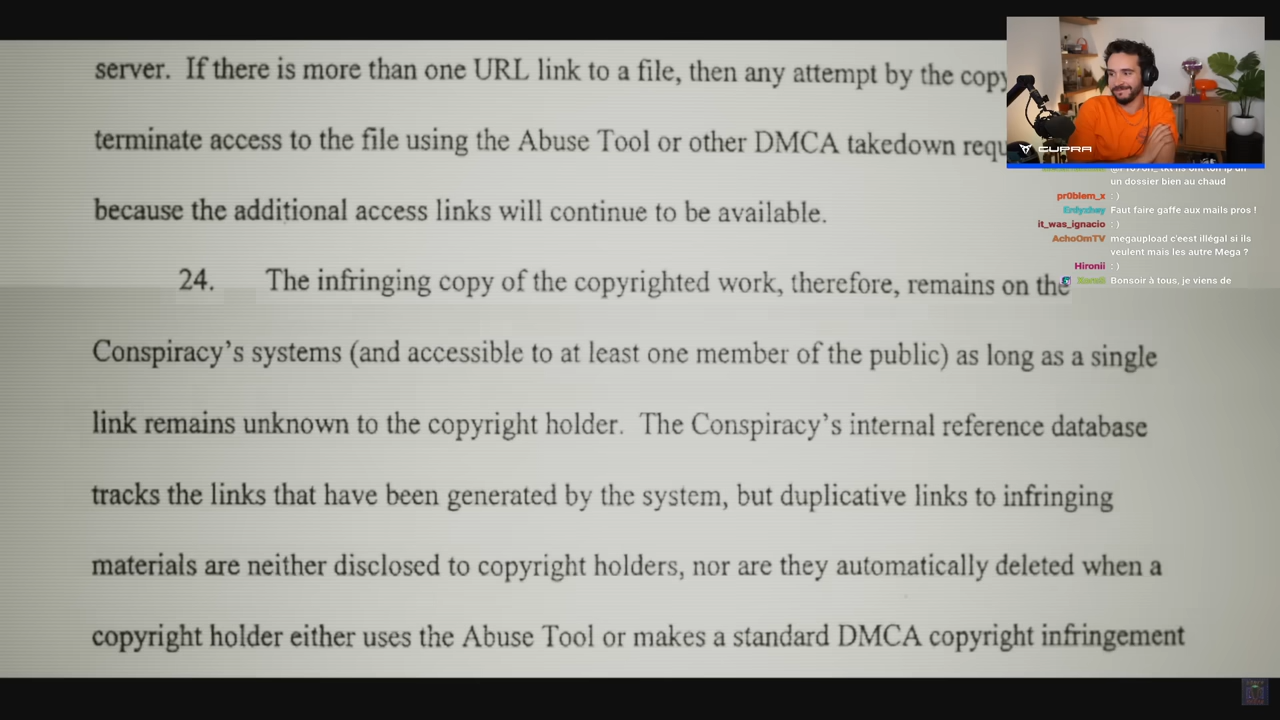 server. If there is more than one URL link to a file, then any attempt by the copy
terminate access to the file using the Abuse Tool or other DMCA takedown requ
because the additional access links will continue to be available.
24. The infringing copy of the copyrighted work, therefore, remains on the
Conspiracy's systems (and accessible to at least one member of the public) as long as a single
link remains unknown to the copyright holder. The Conspiracy's internal reference database
tracks the links that have been generated by the system, but duplicative links to infringing
materials are neither disclosed to copyright holders, nor are they automatically deleted when a
copyright holder either uses the Abuse Tool or makes a standard DMCA copyright infringement
CUPRA
un dossier bien au chaud
pr0blem_x : )
Faut faire gaffe aux mails pros !
it_was_ignacio : )
AchoOmTV megaupload c'eest illégal si ils
veulent mais les autre Mega ?
Hironii : )
Bonsoir à tous, je viens de